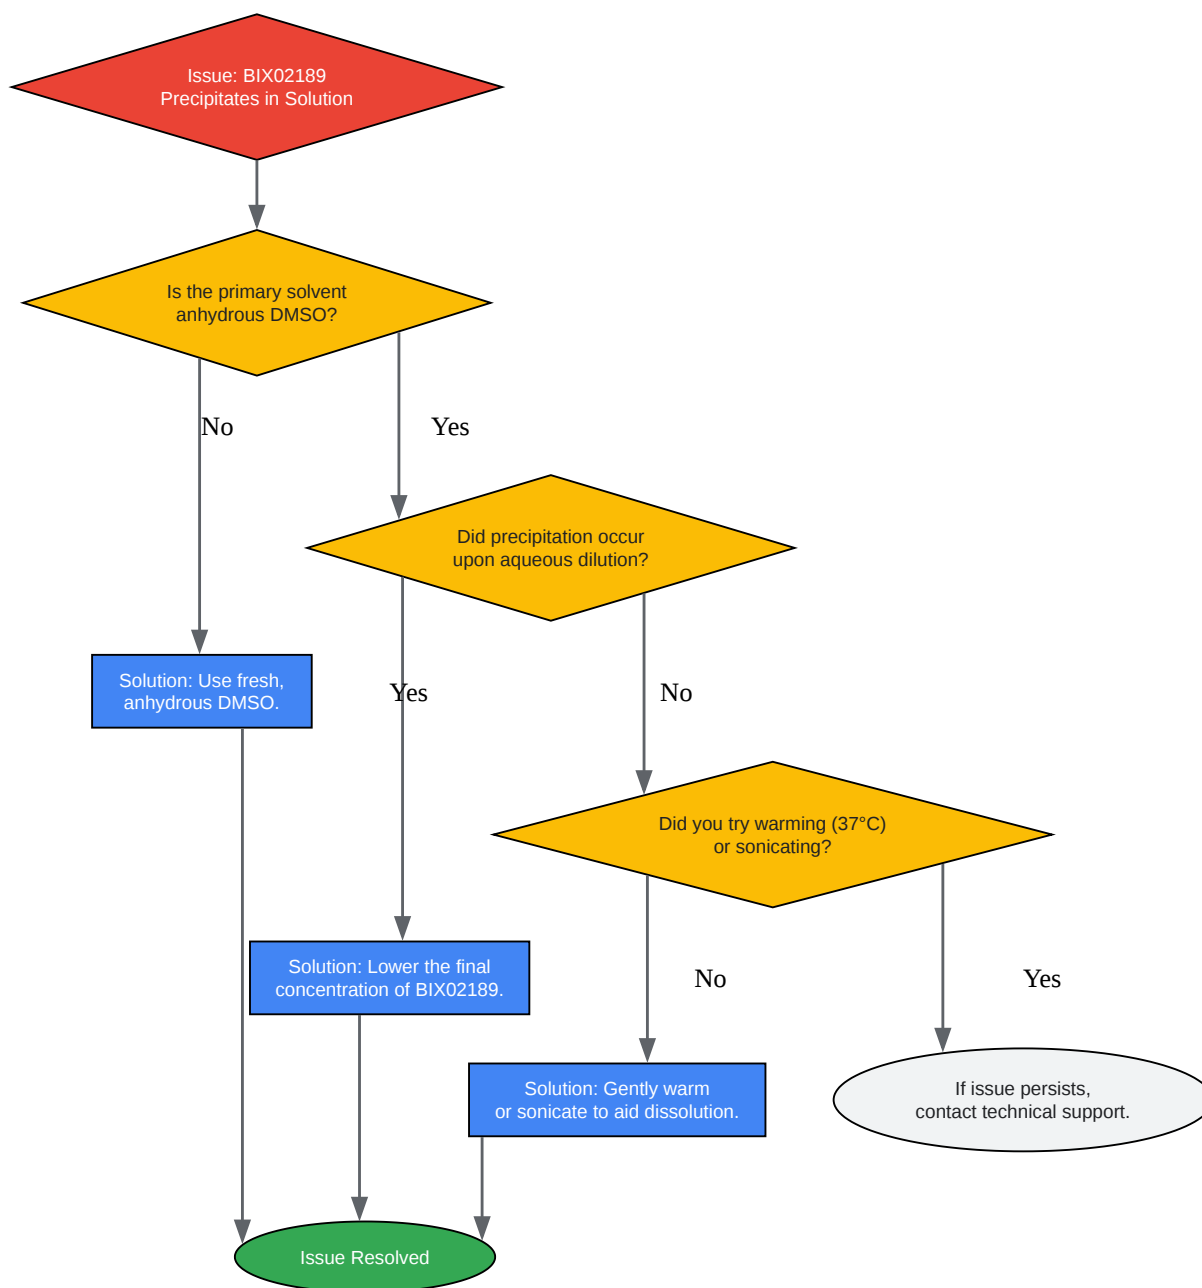 Issue: BIX02189
Precipitates in Solution
Is the primary solvent
anhydrous DMSO?
No
Yes
Did precipitation occur
upon aqueous dilution?
Solution: Use fresh,
anhydrous DMSO.
Yes
No
Did you try warming (37°C)
or sonicating?
Solution: Lower the final
concentration of BIX02189.
No
Yes
Solution: Gently warm
or sonicate to aid dissolution.
If issue persists,
contact technical support.
Issue Resolved